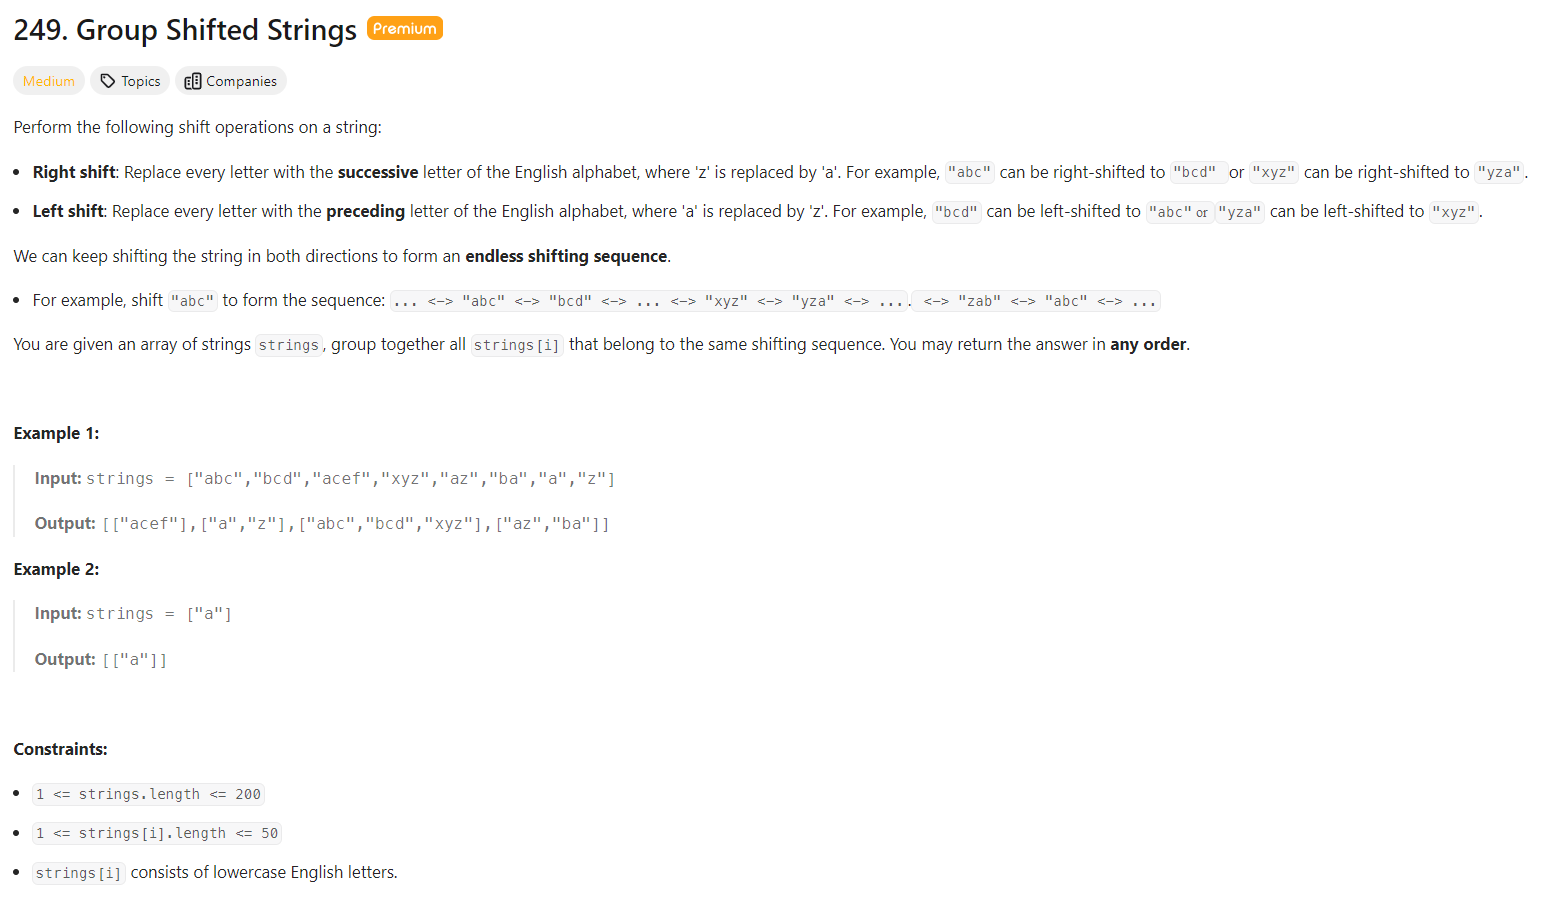 249. Group Shifted Strings Premium
Medium Topics Companies
Perform the following shift operations on a string:
• Right shift: Replace every letter with the successive letter of the English alphabet, where 'z' is replaced by 'a'. For example, "abc" can be right-shifted to "bcd" or "xyz" can be right-shifted to "yza".
• Left shift: Replace every letter with the preceding letter of the English alphabet, where 'a' is replaced by 'z'. For example, "bcd" can be left-shifted to "abc" or "yza" can be left-shifted to "xyz".
We can keep shifting the string in both directions to form an endless shifting sequence.
• For example, shift "abc" to form the sequence: ... <-> "abc" <-> "bcd" <-> ... <-> "xyz" <-> "yza" <-> .... <-> "zab" <-> "abc" <-> ...
You are given an array of strings strings, group together all strings[i] that belong to the same shifting sequence. You may return the answer in any order.
Example 1:
Input: strings = ["abc","bcd","acef","xyz","az","ba","a","z"]
Output: [["acef"],["a","z"],["abc","bcd","xyz"],["az","ba"]]
Example 2:
Input: strings = ["a"]
Output: [["a"]]
Constraints:
• 1 <= strings.length <= 200
• 1 <= strings[i].length <= 50
• strings[i] consists of lowercase English letters.